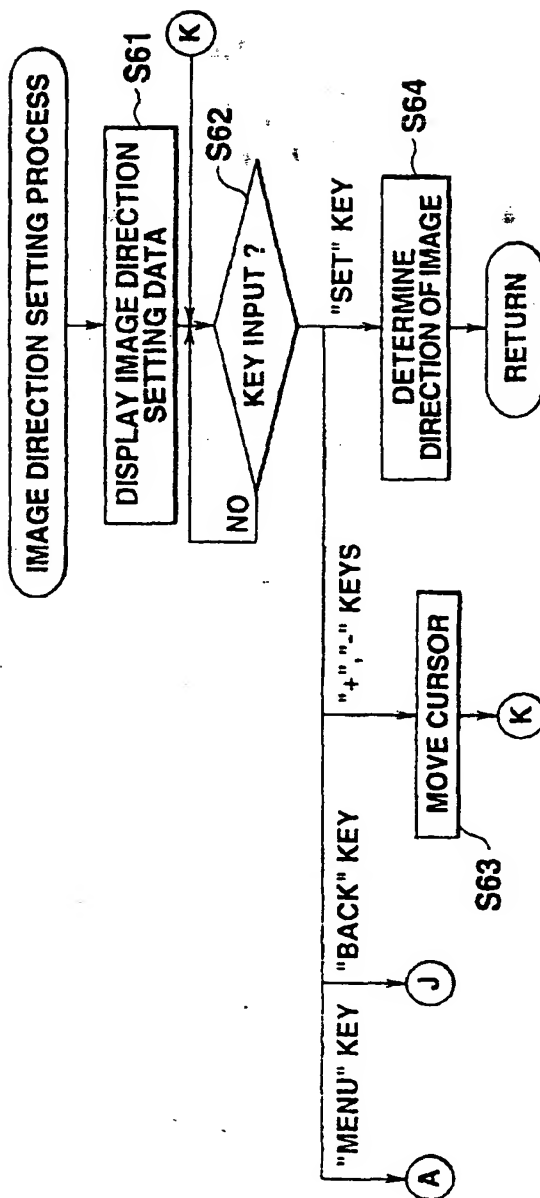 IMAGE DIRECTION SETTING PROCESS
DISPLAY IMAGE DIRECTION
SETTING DATA
S61
K
S62
KEY INPUT ?
NO
"MENU" KEY
"BACK" KEY
"+","-" KEYS
"SET" KEY
A
J
MOVE CURSOR
S63
K
DETERMINE
DIRECTION OF IMAGE
S64
RETURN